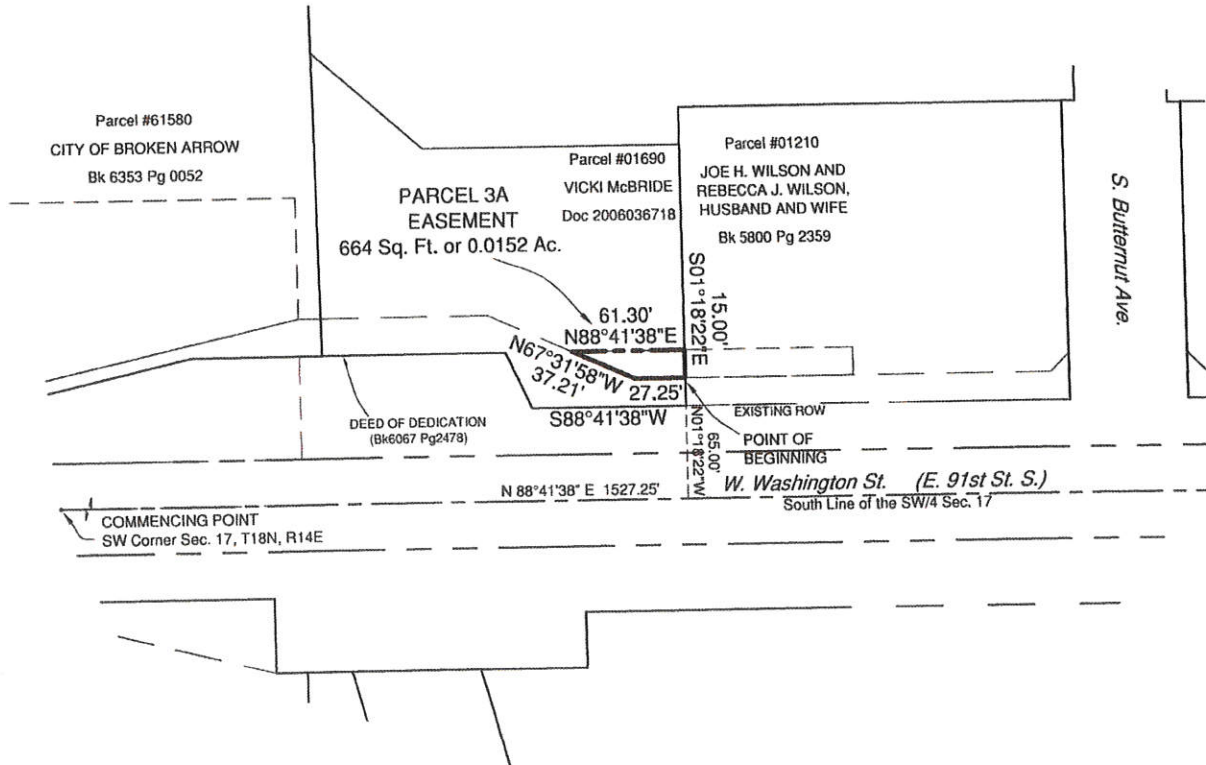 Parcel #61580
CITY OF BROKEN ARROW
Bk 6353 Pg 0052
PARCEL 3A
EASEMENT
664 Sq. Ft. or 0.0152 Ac.
Parcel #01690
VICKI McBRIDE
Doc 2006036718
Parcel #01210
JOE H. WILSON AND
REBECCA J. WILSON,
HUSBAND AND WIFE
Bk 5800 Pg 2359
S. Butternut Ave.
61.30'
N88°41'38"E
15.00'
S01°18'22"E
N67°31'58"W
37.21'
27.25'
S88°41'38"W
DEED OF DEDICATION
(Bk6067 Pg2478)
EXISTING ROW
POINT OF
BEGINNING
65.00'
N01°18'22"W
W. Washington St. (E. 91st St. S.)
South Line of the SW/4 Sec. 17
N 88°41'38" E 1527.25'
COMMENCING POINT
SW Corner Sec. 17, T18N, R14E